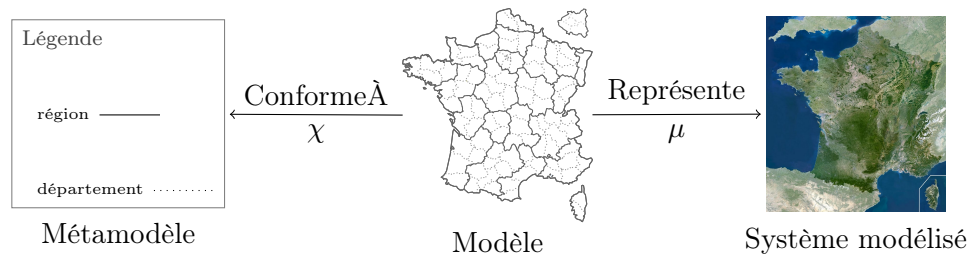 Légende
région
département
Métamodèle
ConformeÀ
χ
Modèle
Représente
μ
Système modélisé